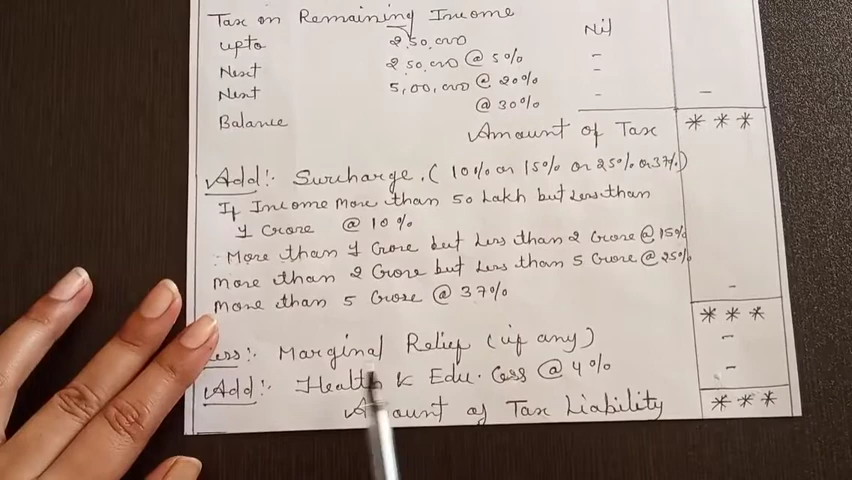 Tax on Remaining Income
upto 2,50,000 Nil
Next 2,50,000 @ 5% -
Next 5,00,000 @ 20% -
@ 30% - -
Balance
Amount of Tax ***
Add:- Surcharge. (10% or 15% or 25% or 37%)
If Income more than 50 Lakh but less than
1 Crore @ 10%
More than 1 Crore but less than 2 Crore @ 15%
more than 2 Crore but less than 5 Crore @ 25%
more than 5 Crore @ 37% -
***
Less:- Marginal Relief (if any) -
Add:- Health & Edu. Cess @ 4% -
Amount of Tax Liability ***